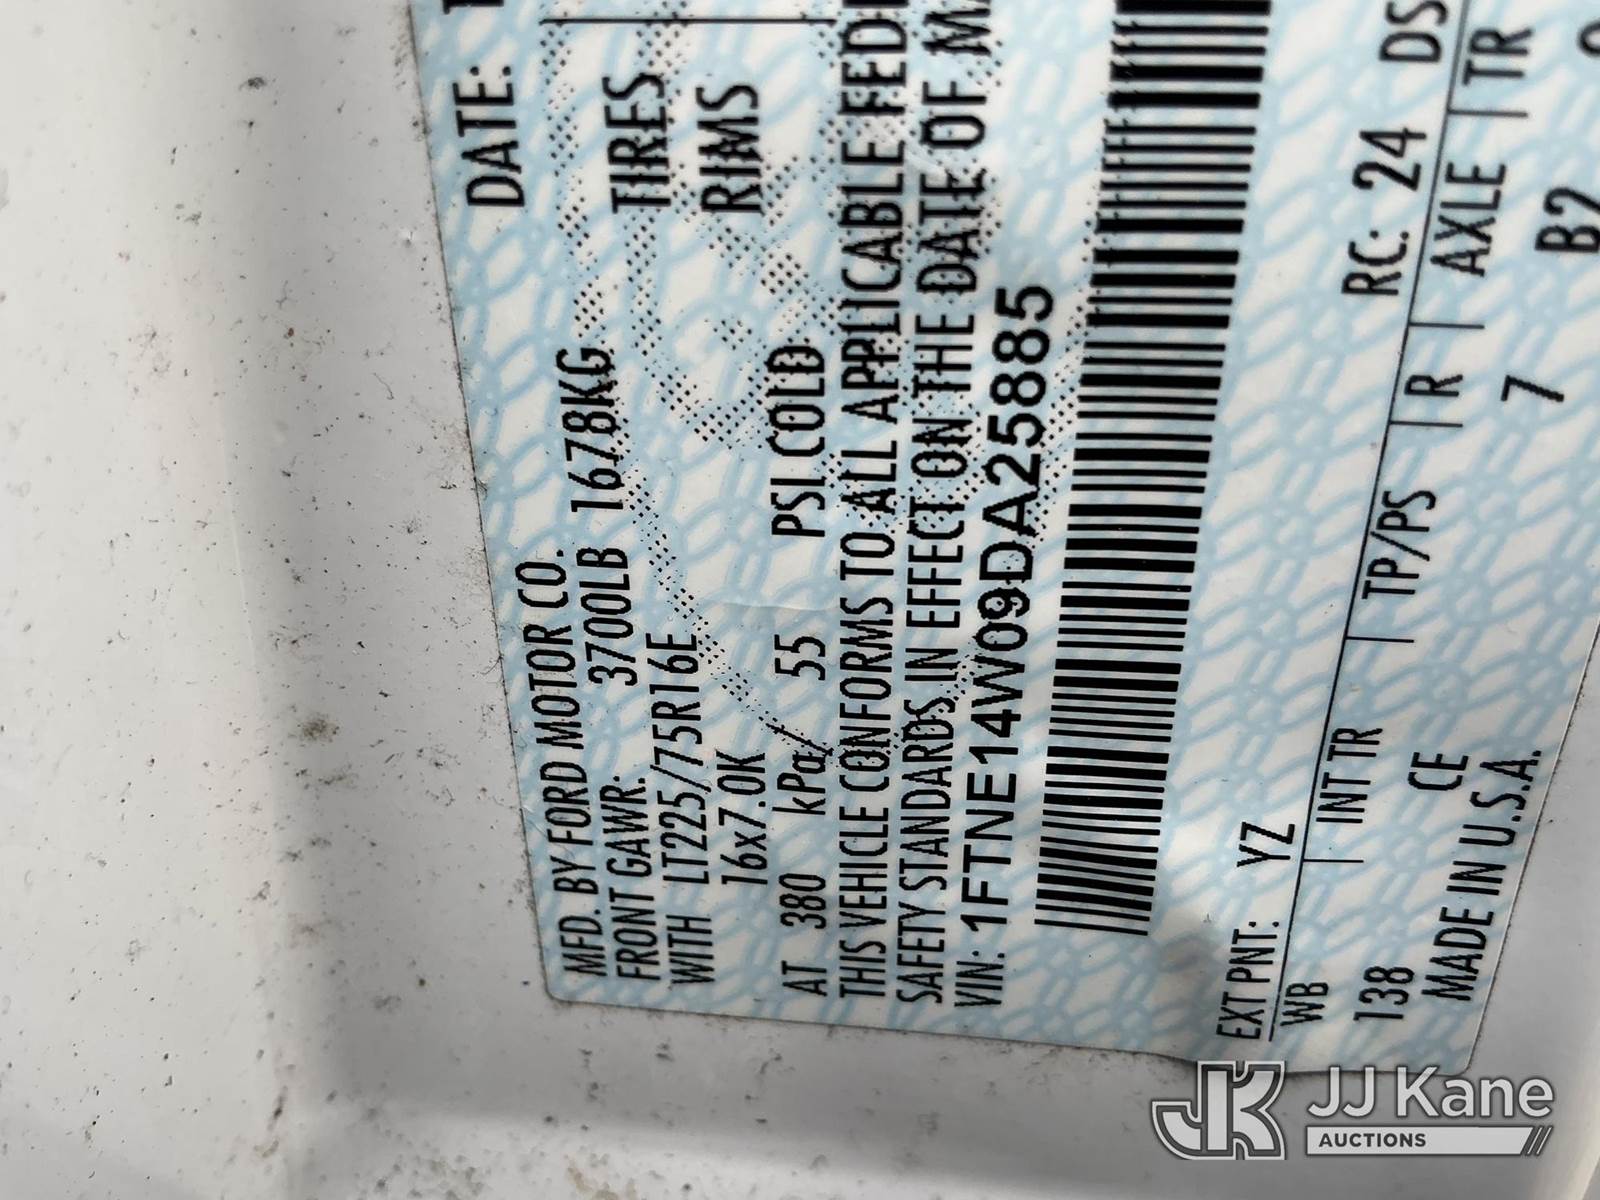 MFD. BY FORD MOTOR CO. DATE:
FRONT GAWR: 3700LB 1678KG
WITH LT225/75R16E TIRES
16x7.0K RIMS
AT 380 kPa/ 55 PSI COLD
THIS VEHICLE CONFORMS TO ALL APPLICABLE
SAFETY STANDARDS IN EFFECT ON THE DATE OF
VIN: 1FTNE14W09DA25885
EXT PNT: YZ RC: 24
WB | INT TR | TP/PS | R | AXLE | TR
138 CE 7 B2
MADE IN U.S.A.
JK JJ Kane
AUCTIONS